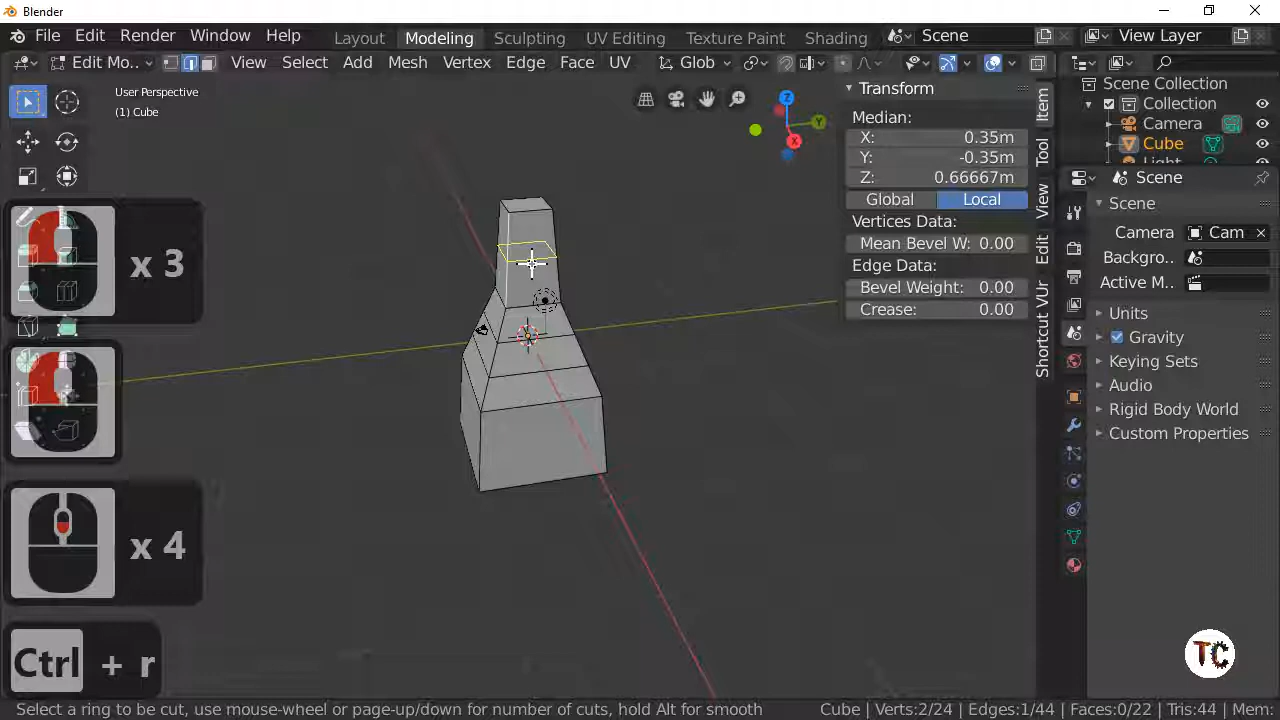 Blender
File Edit Render Window Help
Layout Modeling Sculpting UV Editing Texture Paint Shading
Scene
View Layer
Edit Mo..
View Select Add Mesh Vertex Edge Face UV
Glob
User Perspective
(1) Cube
Transform
Median:
X: 0.35m
Y: -0.35m
Z: 0.66667m
Global Local
Vertices Data:
Mean Bevel W: 0.00
Edge Data:
Bevel Weight: 0.00
Crease: 0.00
Item
Tool
View
Edit
Shortcut VUr
Scene Collection
Collection
Camera
Cube
Light
Scene
Scene
Camera Cam
Backgro..
Active M..
Units
Gravity
Keying Sets
Audio
Rigid Body World
Custom Properties
Z
Y
X
x 3
x 4
Ctrl + r
TC
Select a ring to be cut, use mouse-wheel or page-up/down for number of cuts, hold Alt for smooth
Cube | Verts:2/24 | Edges:1/44 | Faces:0/22 | Tris:44 | Mem: